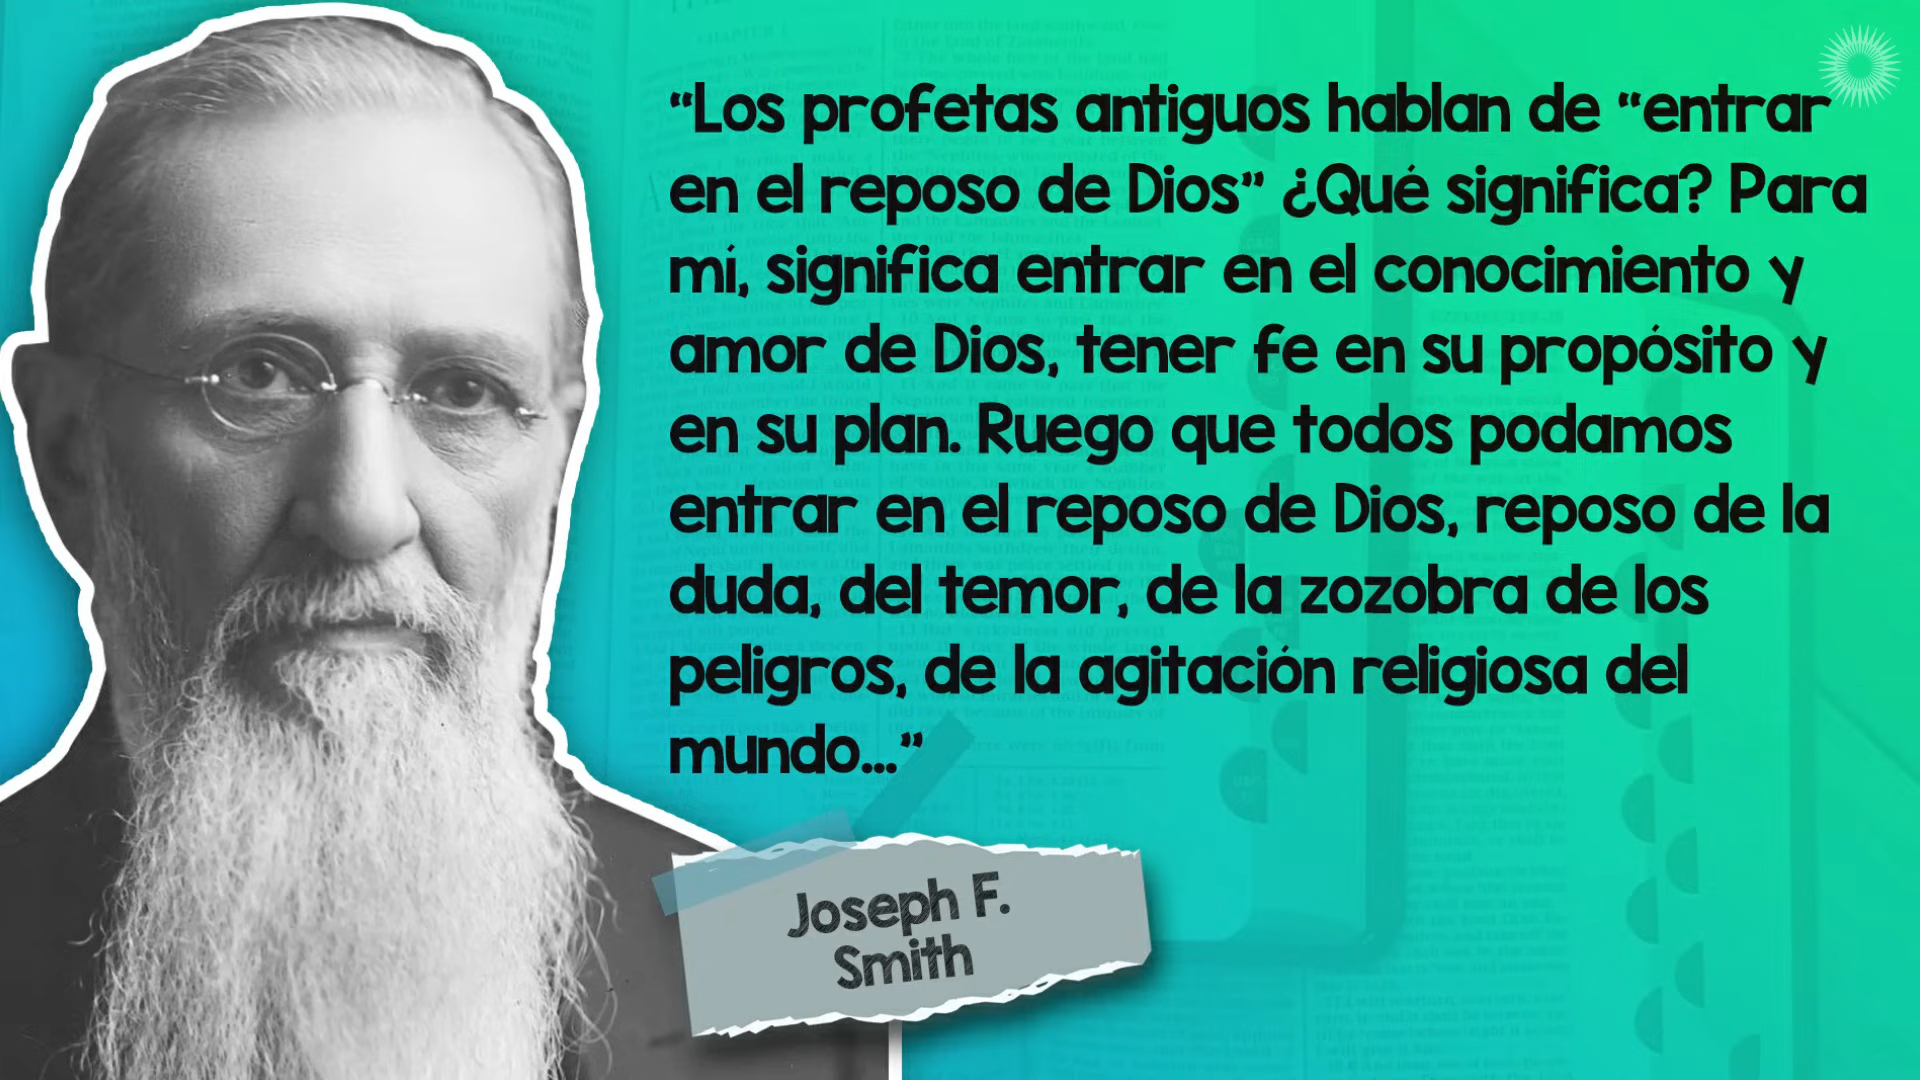 “Los profetas antiguos hablan de “entrar
en el reposo de Dios” ¿Qué significa? Para
mí, significa entrar en el conocimiento y
amor de Dios, tener fe en su propósito y
en su plan. Ruego que todos podamos
entrar en el reposo de Dios, reposo de la
duda, del temor, de la zozobra de los
peligros, de la agitación religiosa del
mundo...”
Joseph F.
Smith